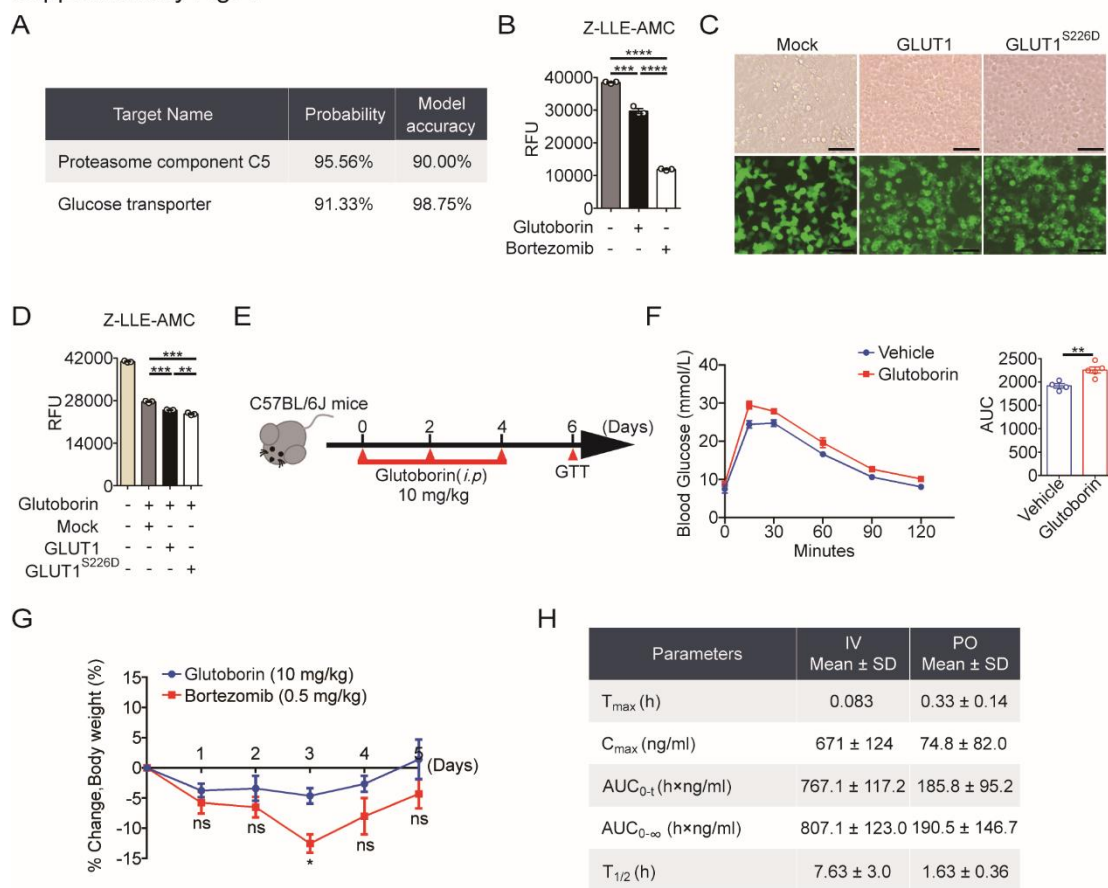 A
Target Name Probability Model accuracy
Proteasome component C5 95.56% 90.00%
Glucose transporter 91.33% 98.75%
B
Z-LLE-AMC
****
*** ****
RFU
40000
30000
20000
10000
0
Glutoborin - + -
Bortezomib - - +
C
Mock GLUT1 GLUT1S226D
D
Z-LLE-AMC
***
*** **
RFU
42000
28000
14000
0
Glutoborin - + + +
Mock - + - -
GLUT1 - - + -
GLUT1S226D - - - +
E
C57BL/6J mice
0 2 4 6 (Days)
Glutoborin(i.p)
10 mg/kg
GTT
F
Vehicle
Glutoborin
Blood Glucose (mmol/L)
40
30
20
10
0
0 30 60 90 120
Minutes
**
AUC
2500
2000
1500
1000
500
0
Vehicle
Glutoborin
G
Glutoborin (10 mg/kg)
Bortezomib (0.5 mg/kg)
% Change,Body weight (%)
15
10
5
0
-5
-10
-15
1 2 3 4 5 (Days)
ns ns * ns ns
H
Parameters IV Mean ± SD PO Mean ± SD
Tmax (h) 0.083 0.33 ± 0.14
Cmax (ng/ml) 671 ± 124 74.8 ± 82.0
AUC0-t (h×ng/ml) 767.1 ± 117.2 185.8 ± 95.2
AUC0-∞ (h×ng/ml) 807.1 ± 123.0 190.5 ± 146.7
T1/2 (h) 7.63 ± 3.0 1.63 ± 0.36